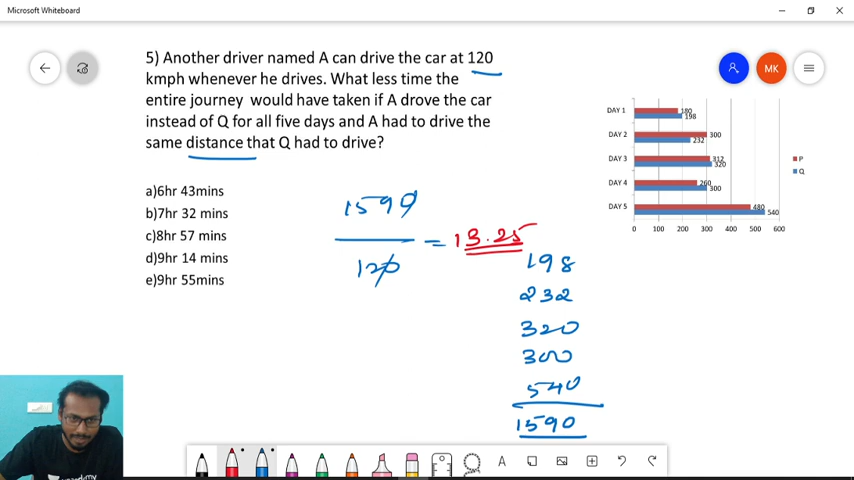 Microsoft Whiteboard
5) Another driver named A can drive the car at 120
kmph whenever he drives. What less time the
entire journey would have taken if A drove the car
instead of Q for all five days and A had to drive the
same distance that Q had to drive?
MK
a)6hr 43mins
b)7hr 32 mins
c)8hr 57 mins
d)9hr 14 mins
e)9hr 55mins
DAY 1
180
198
DAY 2
300
232
DAY 3
312
320
DAY 4
260
300
DAY 5
480
540
0 100 200 300 400 500 600
P
Q
1590
120
= 13.25
198
232
320
300
540
1590
A